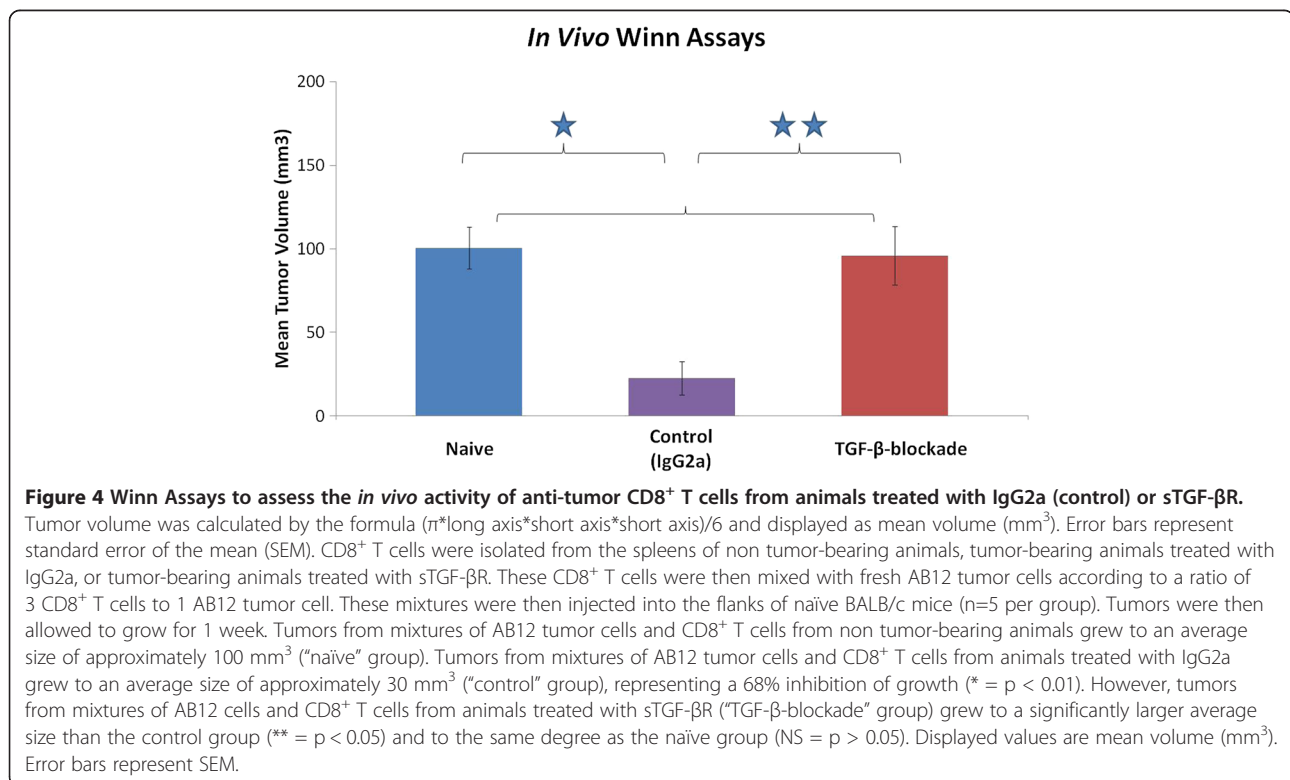 In Vivo Winn Assays
200
150
100
50
0
Mean Tumor Volume (mm3)
Naive
Control
(IgG2a)
TGF-β-blockade
Figure 4 Winn Assays to assess the in vivo activity of anti-tumor CD8⁺ T cells from animals treated with IgG2a (control) or sTGF-βR.
Tumor volume was calculated by the formula (π*long axis*short axis*short axis)/6 and displayed as mean volume (mm³). Error bars represent
standard error of the mean (SEM). CD8⁺ T cells were isolated from the spleens of non tumor-bearing animals, tumor-bearing animals treated with
IgG2a, or tumor-bearing animals treated with sTGF-βR. These CD8⁺ T cells were then mixed with fresh AB12 tumor cells according to a ratio of
3 CD8⁺ T cells to 1 AB12 tumor cell. These mixtures were then injected into the flanks of naïve BALB/c mice (n=5 per group). Tumors were then
allowed to grow for 1 week. Tumors from mixtures of AB12 tumor cells and CD8⁺ T cells from non tumor-bearing animals grew to an average
size of approximately 100 mm³ (“naïve” group). Tumors from mixtures of AB12 tumor cells and CD8⁺ T cells from animals treated with IgG2a
grew to an average size of approximately 30 mm³ (“control” group), representing a 68% inhibition of growth (* = p < 0.01). However, tumors
from mixtures of AB12 cells and CD8⁺ T cells from animals treated with sTGF-βR (“TGF-β-blockade” group) grew to a significantly larger average
size than the control group (** = p < 0.05) and to the same degree as the naïve group (NS = p > 0.05). Displayed values are mean volume (mm³).
Error bars represent SEM.